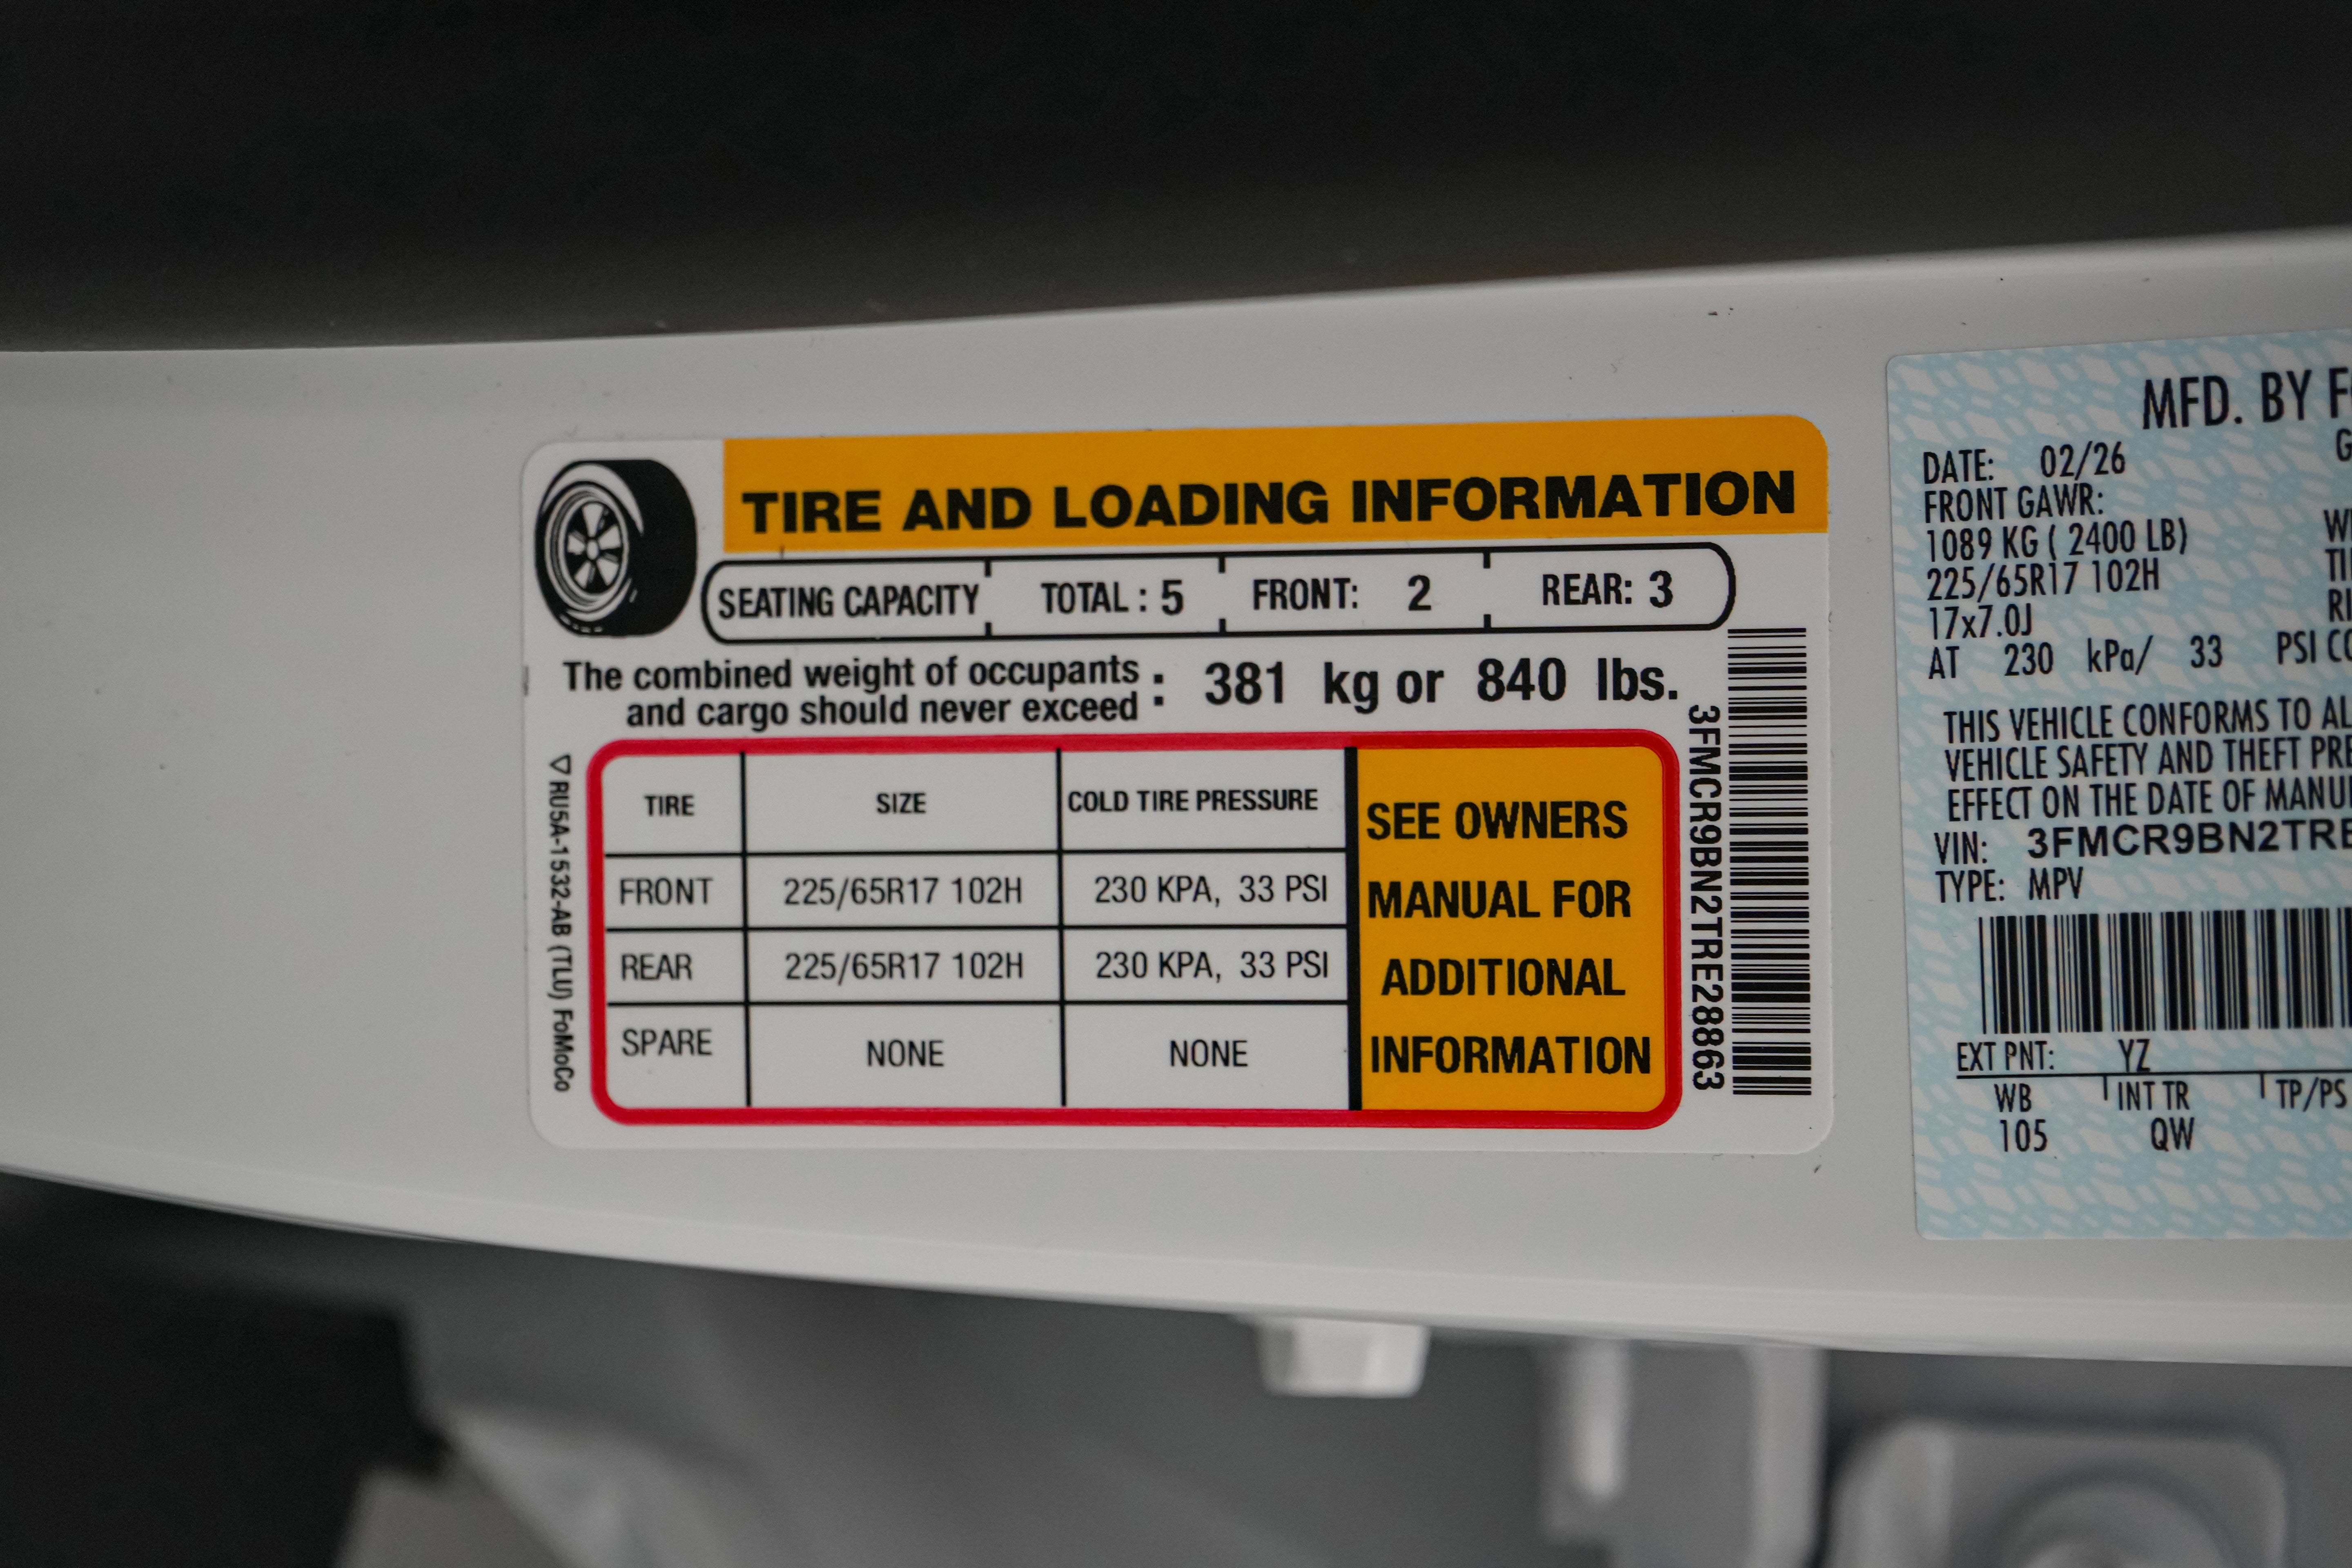 TIRE AND LOADING INFORMATION
SEATING CAPACITY TOTAL : 5 FRONT: 2 REAR: 3
The combined weight of occupants
and cargo should never exceed : 381 kg or 840 lbs.
TIRE SIZE COLD TIRE PRESSURE
FRONT 225/65R17 102H 230 KPA, 33 PSI
REAR 225/65R17 102H 230 KPA, 33 PSI
SPARE NONE NONE
SEE OWNERS
MANUAL FOR
ADDITIONAL
INFORMATION
RU5A-1532-AB (TLU) FoMoCo
3FMCR9BN2TRE28863
MFD. BY
DATE: 02/26
FRONT GAWR:
1089 KG ( 2400 LB)
225/65R17 102H
17x7.0J
AT 230 kPa/ 33 PSI
THIS VEHICLE CONFORMS TO
VEHICLE SAFETY AND THEFT
EFFECT ON THE DATE OF
VIN: 3FMCR9BN2TRE
TYPE: MPV
EXT PNT: YZ
WB INT TR TP/PS
105 QW